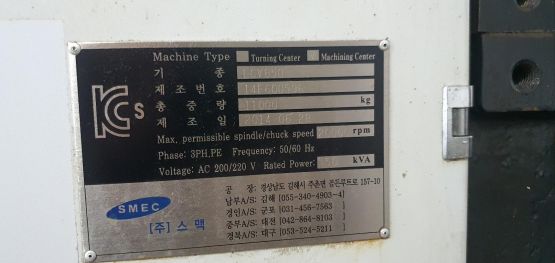 Machine Type Turning Center Machining Center
기 종
제 조 번 호
총 중 량 kg
제 조 일
Max. permissible spindle/chuck speed rpm
Phase: 3PH.PE Frequency: 50/60 Hz
Voltage: AC 200/220 V Rated Power: kVA
KCs
SMEC
[주] 스 맥
공 장: 경상남도 김해시 주촌면 골든루트로 157-10
남부A/S: 김해 [055-340-4903~4]
경인A/S: 군포 [031-456-7563]
중부A/S: 대전 [042-864-8103]
경북A/S: 대구 [053-524-5211]